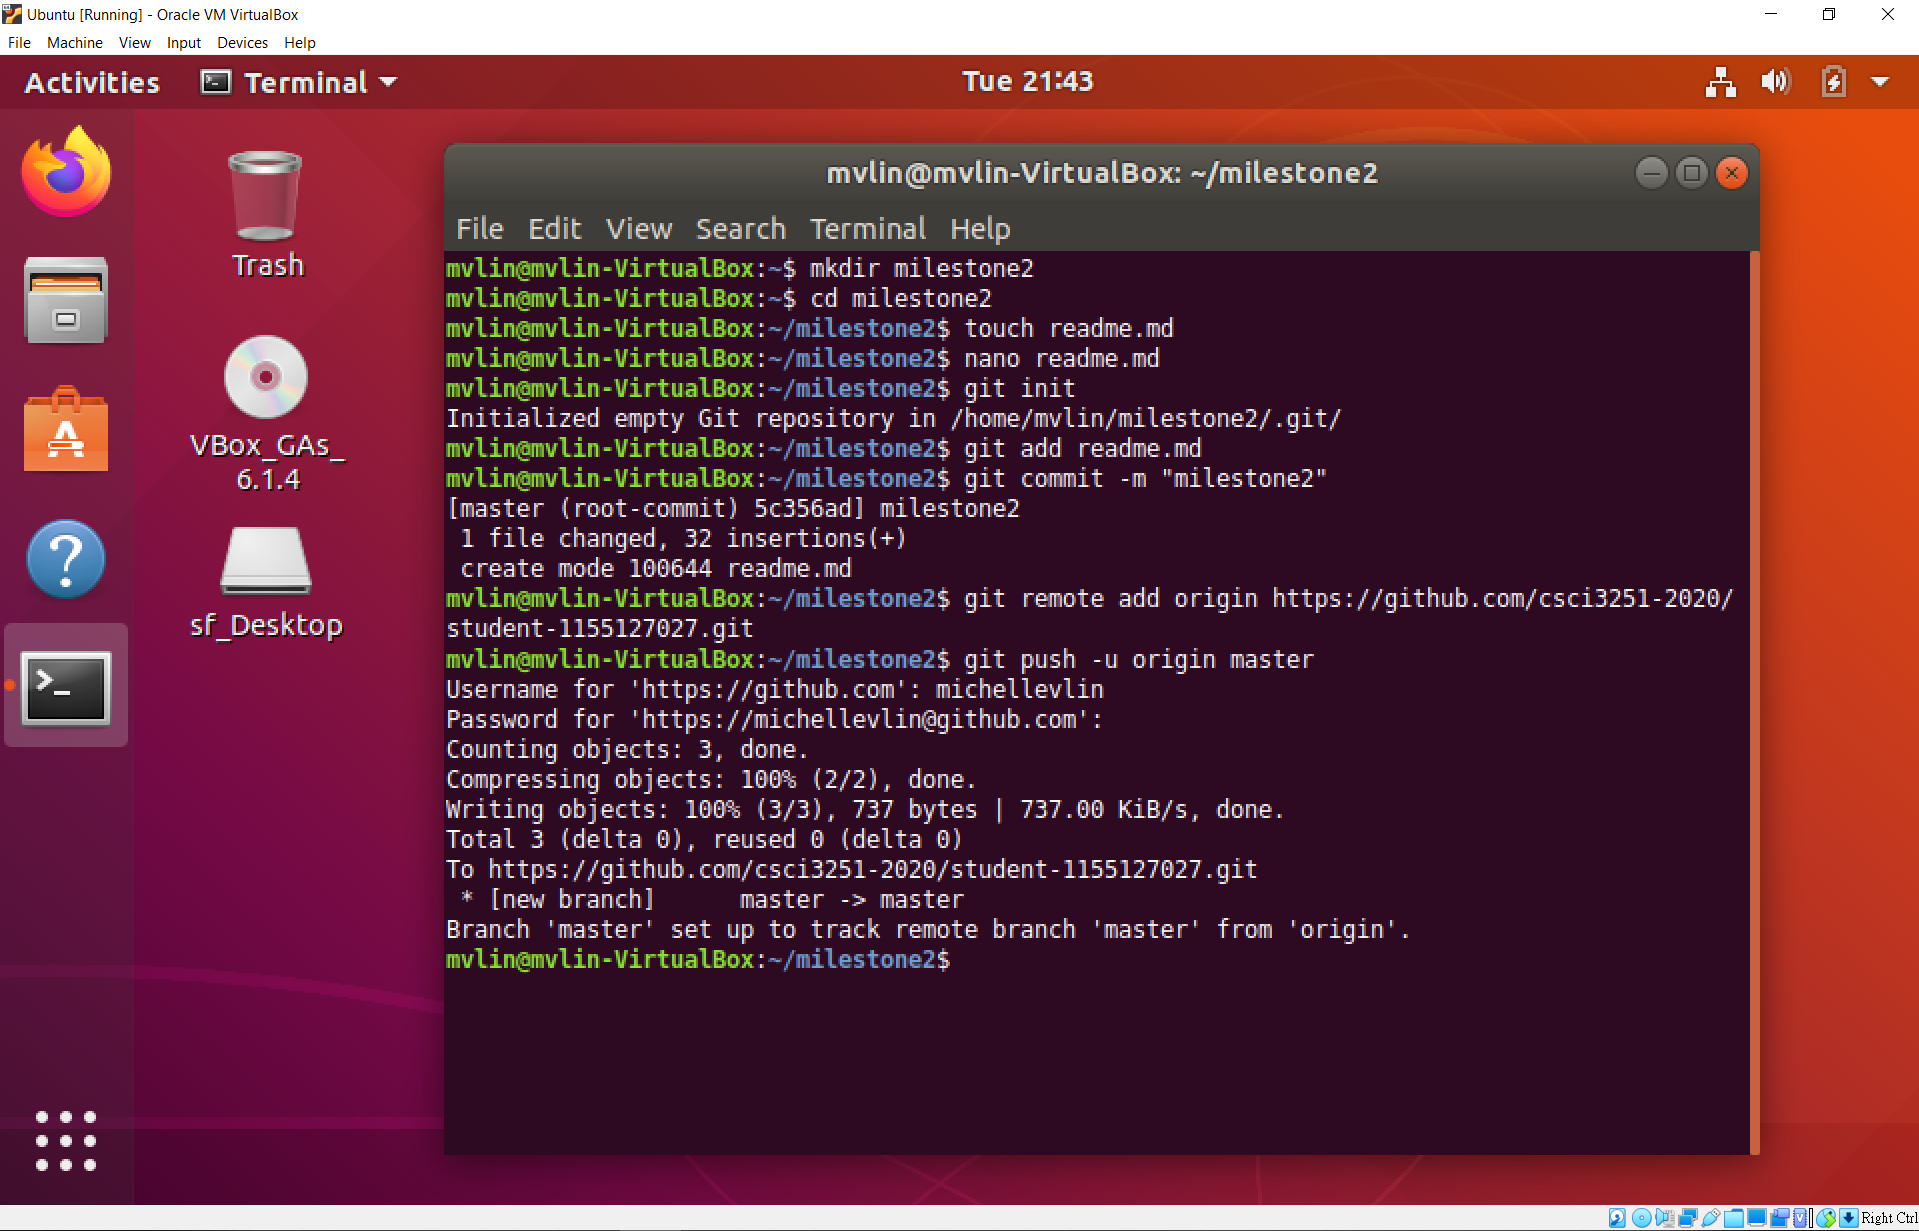 Ubuntu [Running] - Oracle VM VirtualBox
File Machine View Input Devices Help
Activities Terminal Tue 21:43
Trash
VBox_GAs_
6.1.4
sf_Desktop
mvlin@mvlin-VirtualBox: ~/milestone2
File Edit View Search Terminal Help
mvlin@mvlin-VirtualBox:~$ mkdir milestone2
mvlin@mvlin-VirtualBox:~$ cd milestone2
mvlin@mvlin-VirtualBox:~/milestone2$ touch readme.md
mvlin@mvlin-VirtualBox:~/milestone2$ nano readme.md
mvlin@mvlin-VirtualBox:~/milestone2$ git init
Initialized empty Git repository in /home/mvlin/milestone2/.git/
mvlin@mvlin-VirtualBox:~/milestone2$ git add readme.md
mvlin@mvlin-VirtualBox:~/milestone2$ git commit -m "milestone2"
[master (root-commit) 5c356ad] milestone2
 1 file changed, 32 insertions(+)
 create mode 100644 readme.md
mvlin@mvlin-VirtualBox:~/milestone2$ git remote add origin https://github.com/csci3251-2020/
student-1155127027.git
mvlin@mvlin-VirtualBox:~/milestone2$ git push -u origin master
Username for 'https://github.com': michellevlin
Password for 'https://michellevlin@github.com':
Counting objects: 3, done.
Compressing objects: 100% (2/2), done.
Writing objects: 100% (3/3), 737 bytes | 737.00 KiB/s, done.
Total 3 (delta 0), reused 0 (delta 0)
To https://github.com/csci3251-2020/student-1155127027.git
 * [new branch]      master -> master
Branch 'master' set up to track remote branch 'master' from 'origin'.
mvlin@mvlin-VirtualBox:~/milestone2$
Right Ctrl